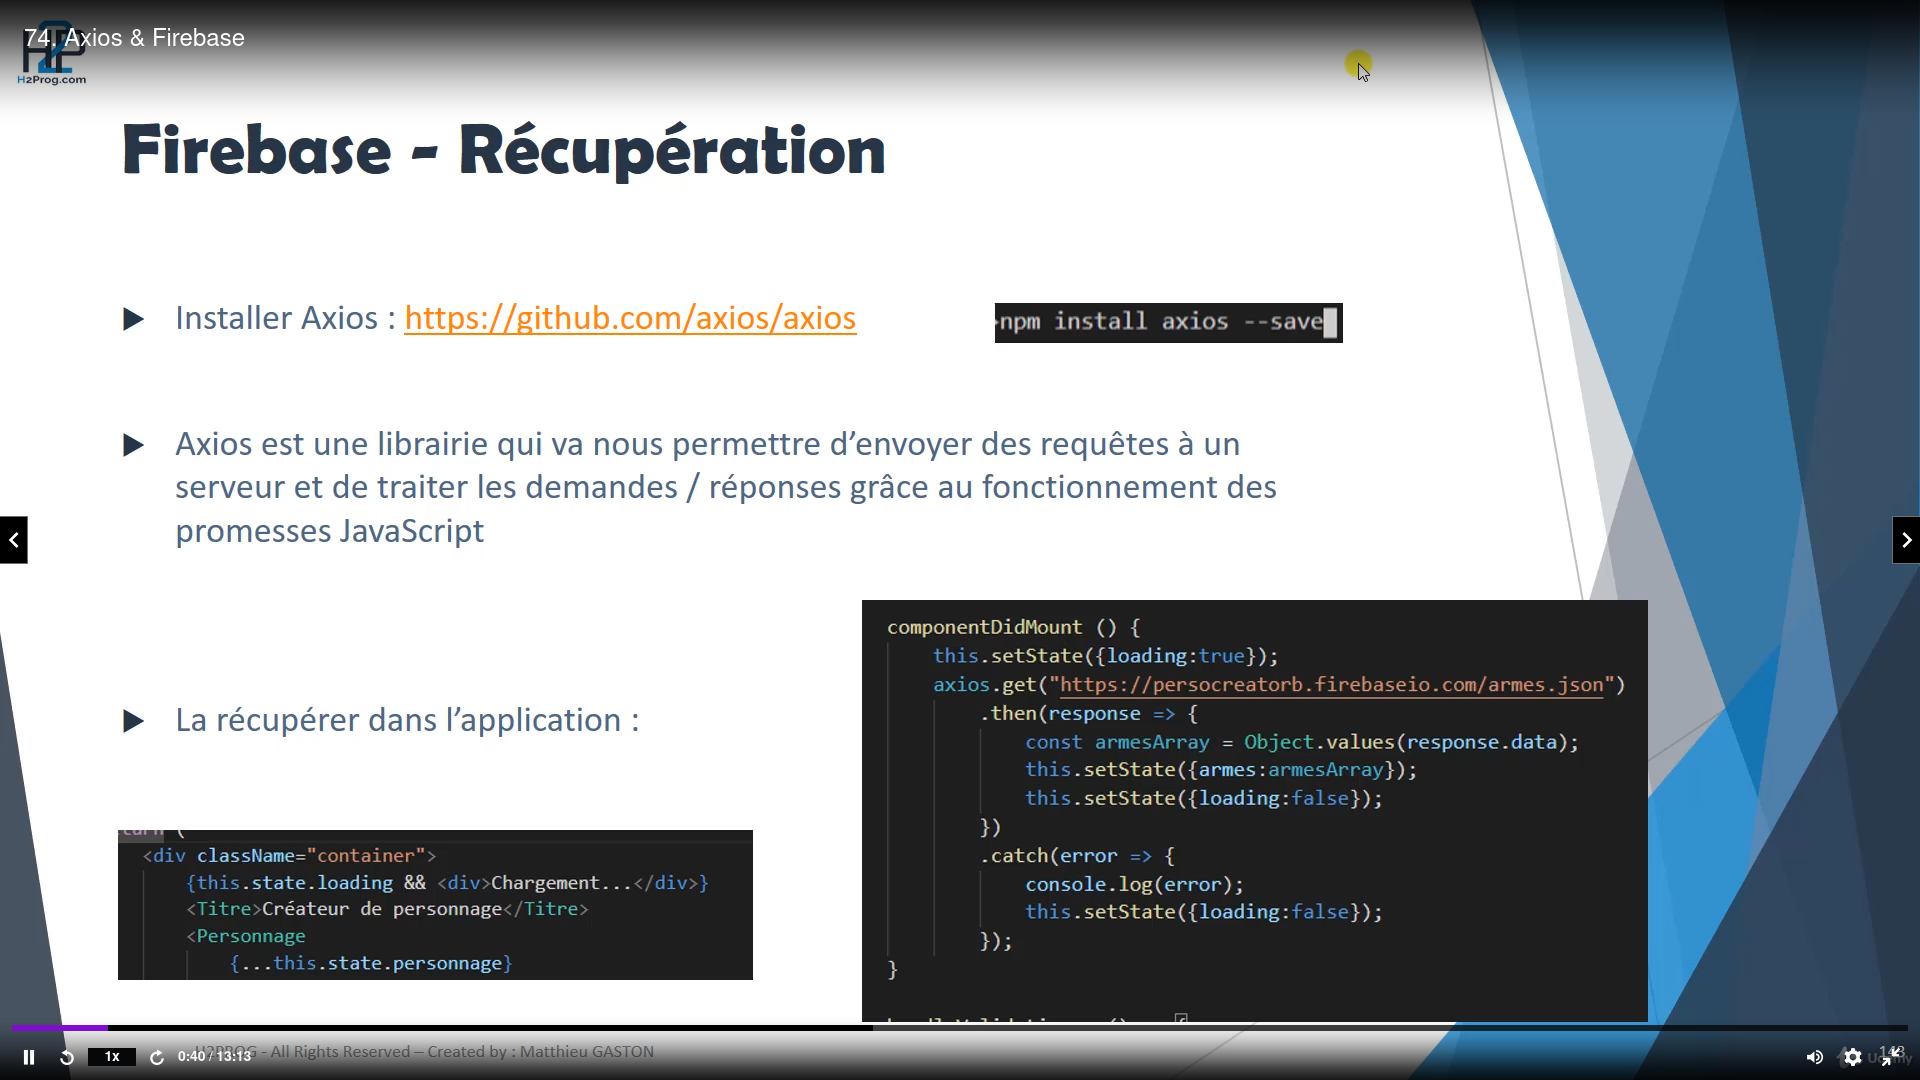 74. Axios & Firebase
H2Prog.com
Firebase - Récupération
Installer Axios : https://github.com/axios/axios
npm install axios --save
Axios est une librairie qui va nous permettre d’envoyer des requêtes à un
serveur et de traiter les demandes / réponses grâce au fonctionnement des
promesses JavaScript
La récupérer dans l’application :
componentDidMount () {
this.setState({loading:true});
axios.get("https://persocreatorb.firebaseio.com/armes.json")
.then(response => {
const armesArray = Object.values(response.data);
this.setState({armes:armesArray});
this.setState({loading:false});
})
.catch(error => {
console.log(error);
this.setState({loading:false});
});
}
<div className="container">
{this.state.loading && <div>Chargement...</div>}
<Titre>Créateur de personnage</Titre>
<Personnage
{...this.state.personnage}
H2PROG - All Rights Reserved – Created by : Matthieu GASTON
1x
0:40 / 13:13